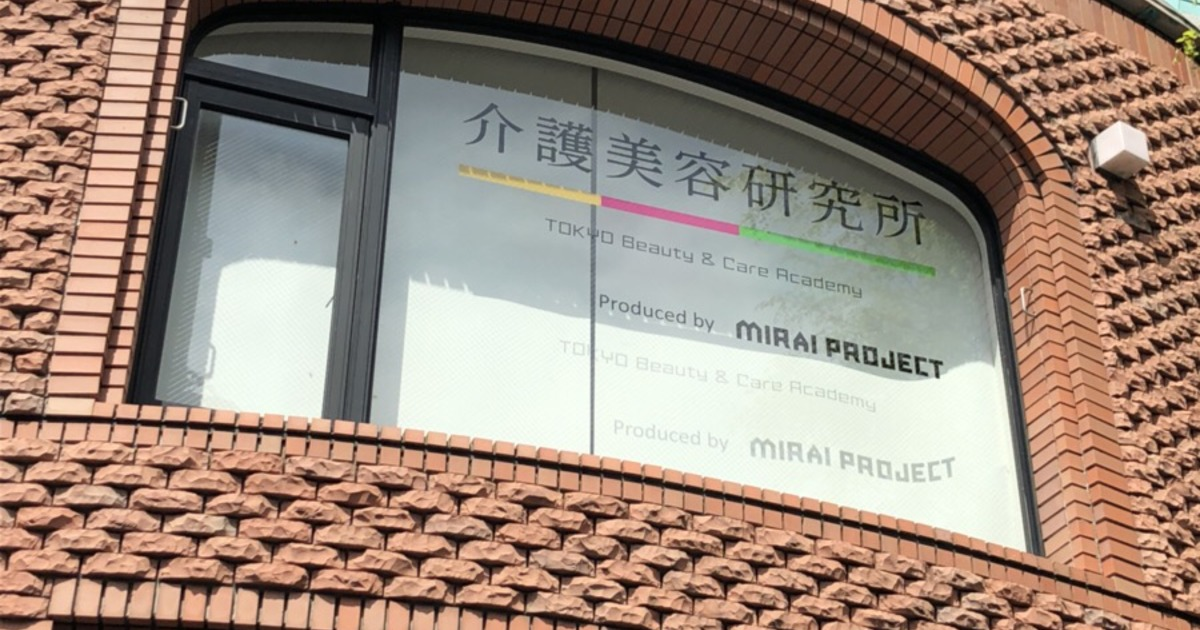 介護美容研究所
TOKYO Beauty & Care Academy
Produced by MIRAI PROJECT
TOKYO Beauty & Care Academy
Produced by MIRAI PROJECT